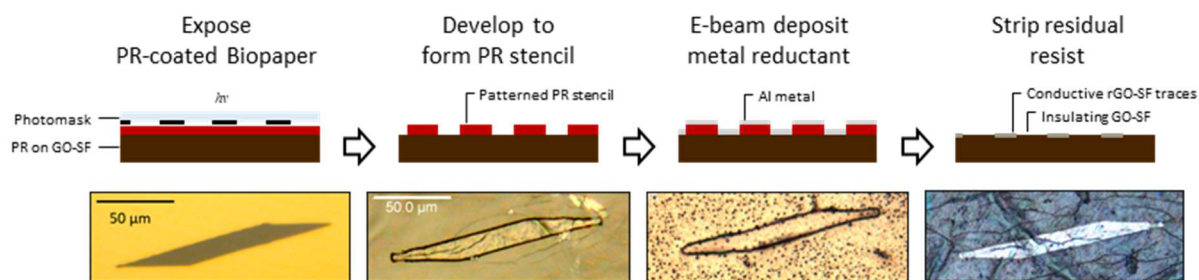 Expose
PR-coated Biopaper
Develop to
form PR stencil
E-beam deposit
metal reductant
Strip residual
resist
hν
Photomask
PR on GO-SF
Patterned PR stencil
Al metal
Conductive rGO-SF traces
Insulating GO-SF
50 µm
50.0 µm